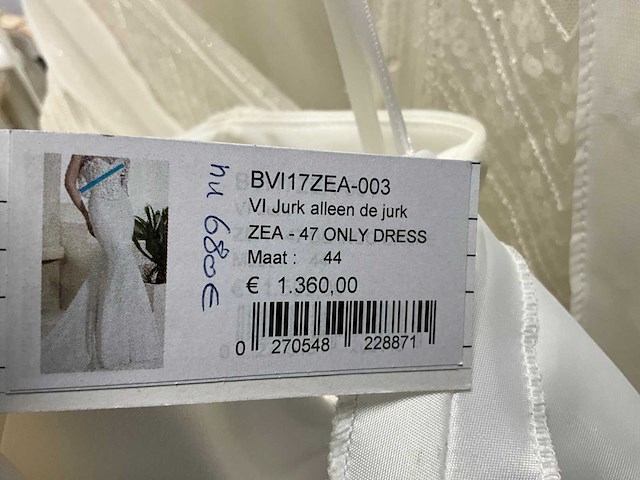 BVI17ZEA-003
VI Jurk alleen de jurk
ZEA - 47 ONLY DRESS
Maat : 44
€ 1.360,00
0 270548 228871
nu 680€